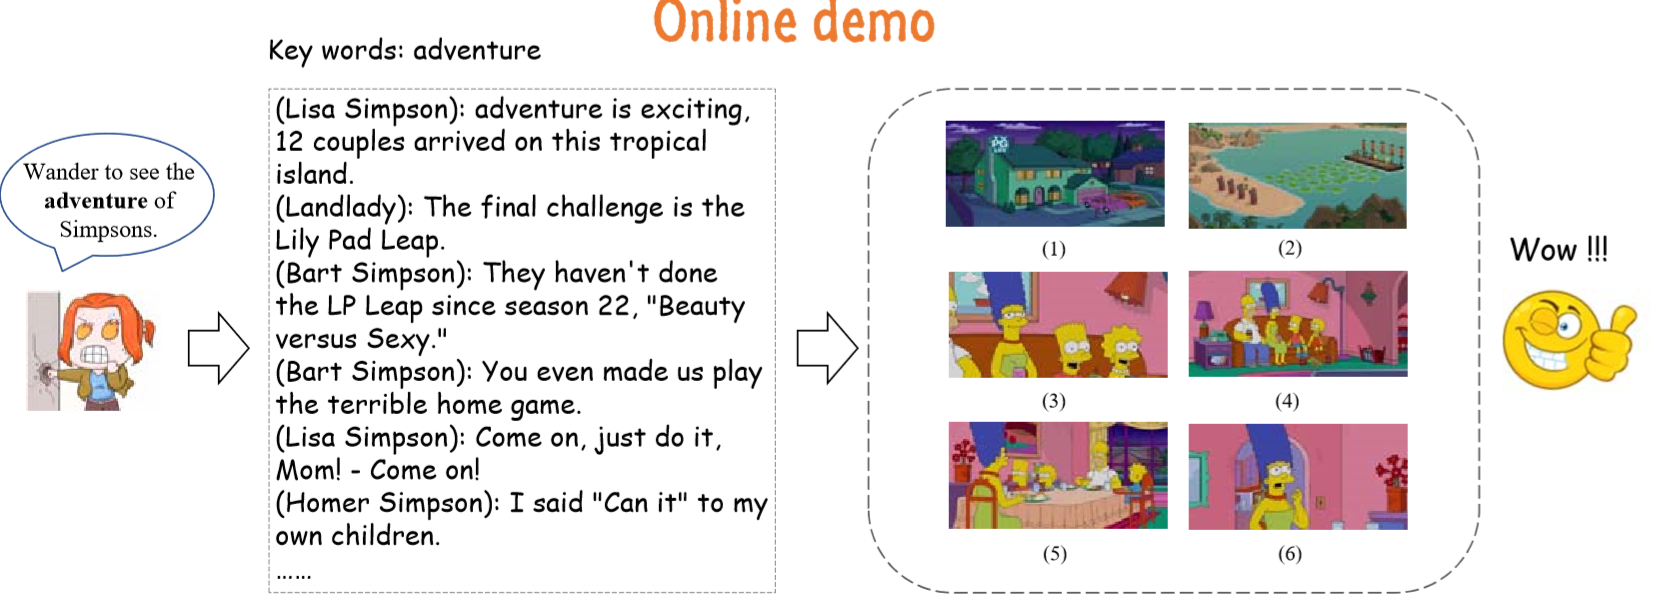 Online demo
Key words: adventure
Wander to see the
adventure of
Simpsons.
(Lisa Simpson): adventure is exciting,
12 couples arrived on this tropical
island.
(Landlady): The final challenge is the
Lily Pad Leap.
(Bart Simpson): They haven't done
the LP Leap since season 22, "Beauty
versus Sexy."
(Bart Simpson): You even made us play
the terrible home game.
(Lisa Simpson): Come on, just do it,
Mom! - Come on!
(Homer Simpson): I said "Can it" to my
own children.
......
(1)
(2)
(3)
(4)
(5)
(6)
Wow !!!